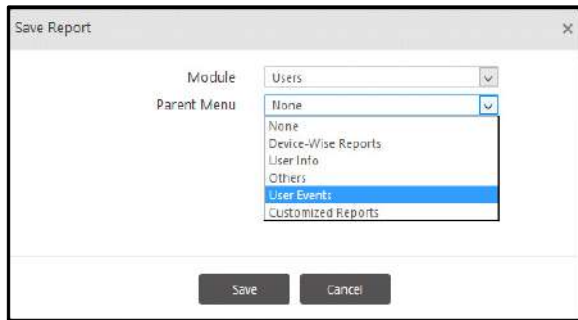 Save Report ×
Module Users
Parent Menu None
None
Device-Wise Reports
User Info
Others
User Events
Customized Reports
Save Cancel